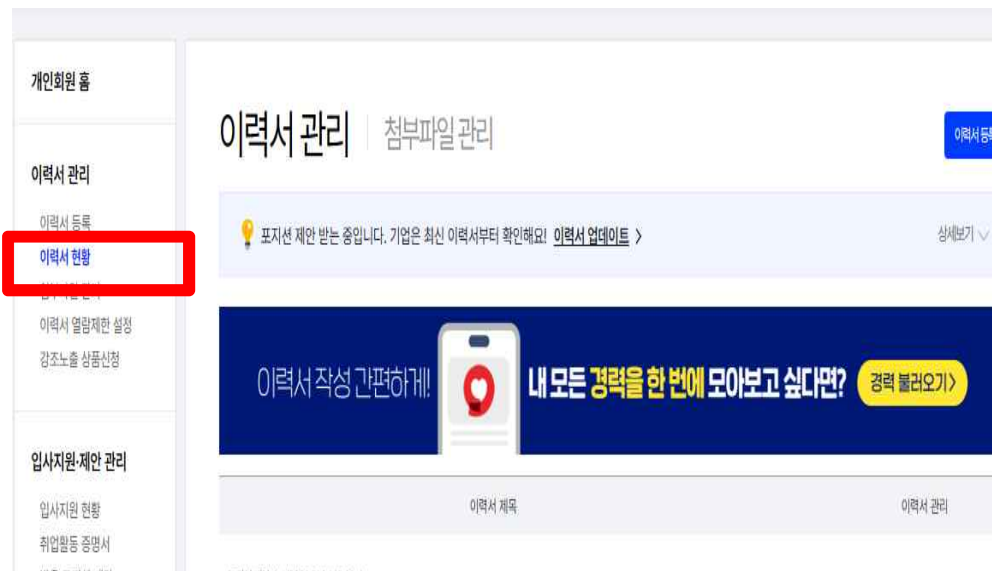 개인회원 홈
이력서 관리
이력서 등록
이력서 현황
이력서 열람제한 설정
강조노출 상품신청
입사지원·제안 관리
입사지원 현황
취업활동 증명서
이력서 관리 | 첨부파일 관리
이력서 등록
포지션 제안 받는 중입니다. 기업은 최신 이력서부터 확인해요! 이력서 업데이트 >
상세보기
이력서 작성 간편하게!
내 모든 경력을 한 번에 모아보고 싶다면?
경력 불러오기>
이력서 제목
이력서 관리